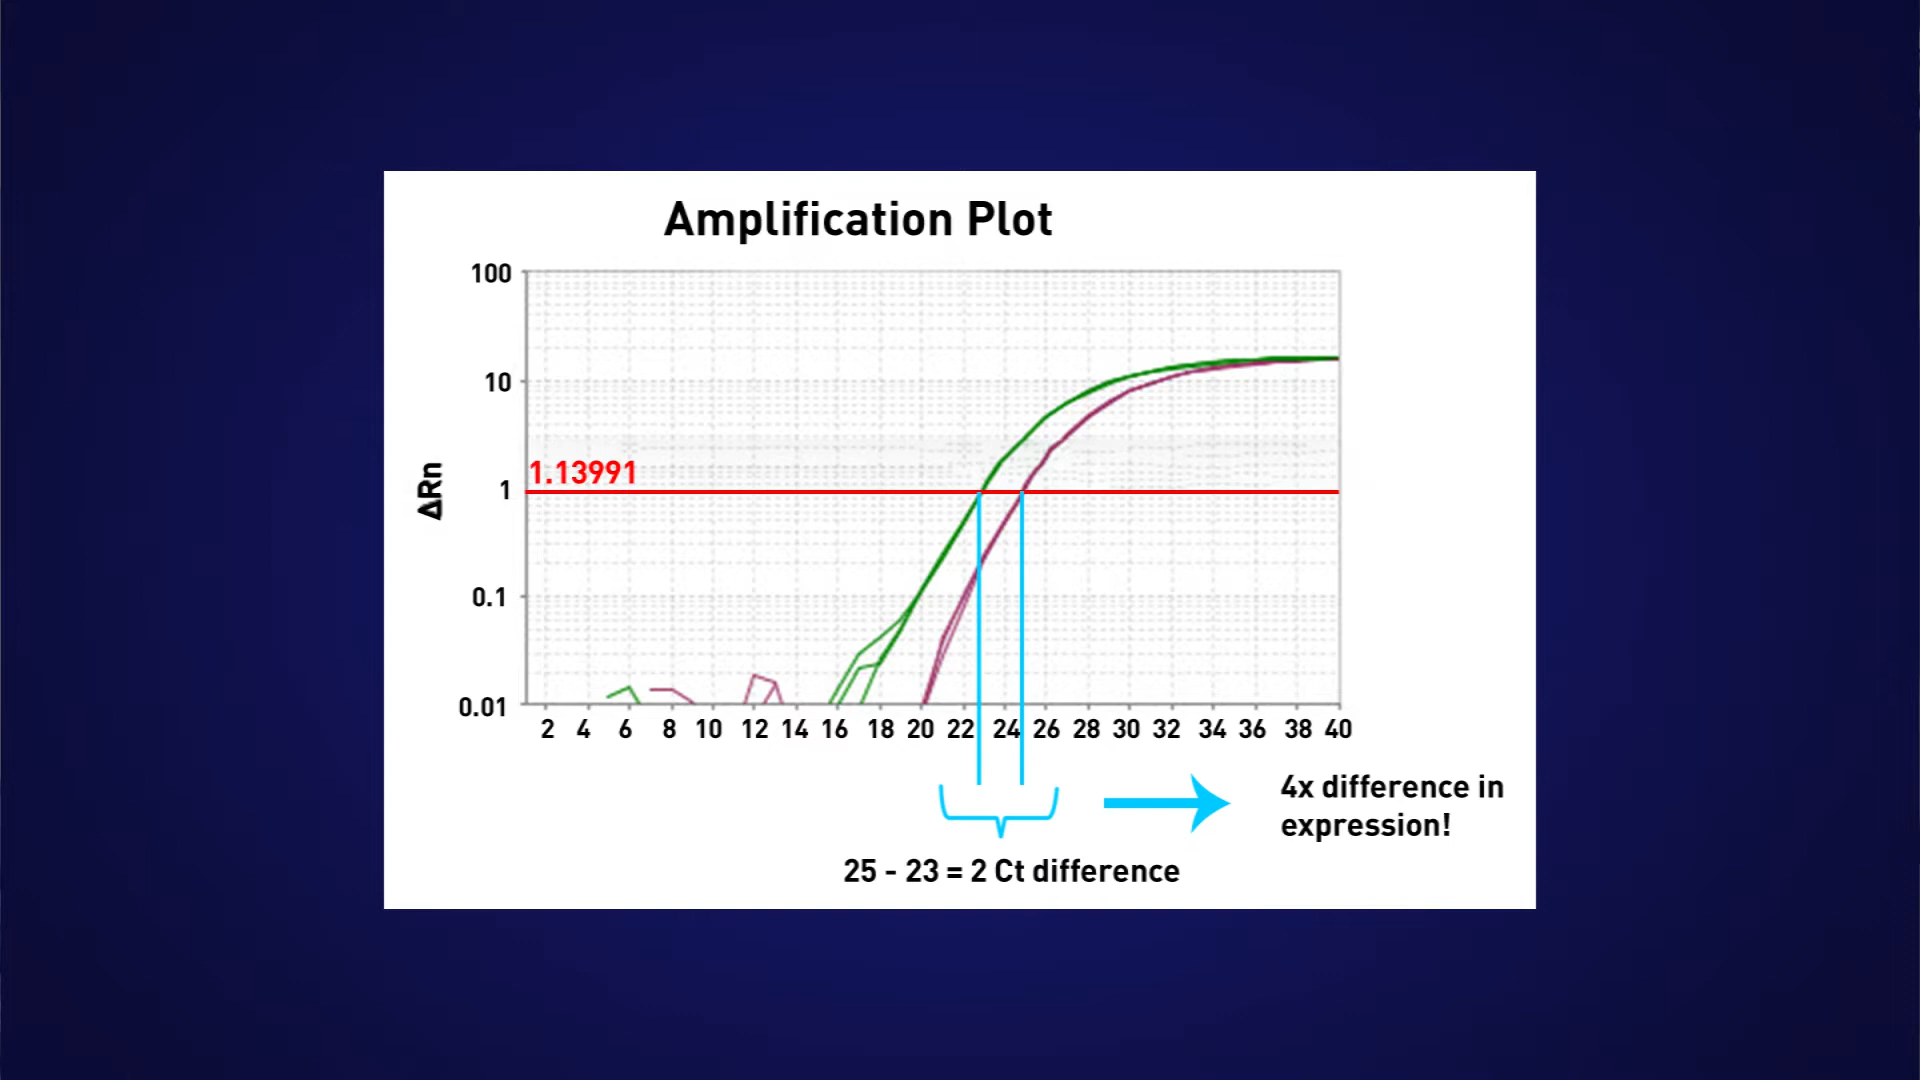 Amplification Plot
100
10
1.13991
1
ΔRn
0.1
0.01
2 4 6 8 10 12 14 16 18 20 22 24 26 28 30 32 34 36 38 40
4x difference in
expression!
25 - 23 = 2 Ct difference